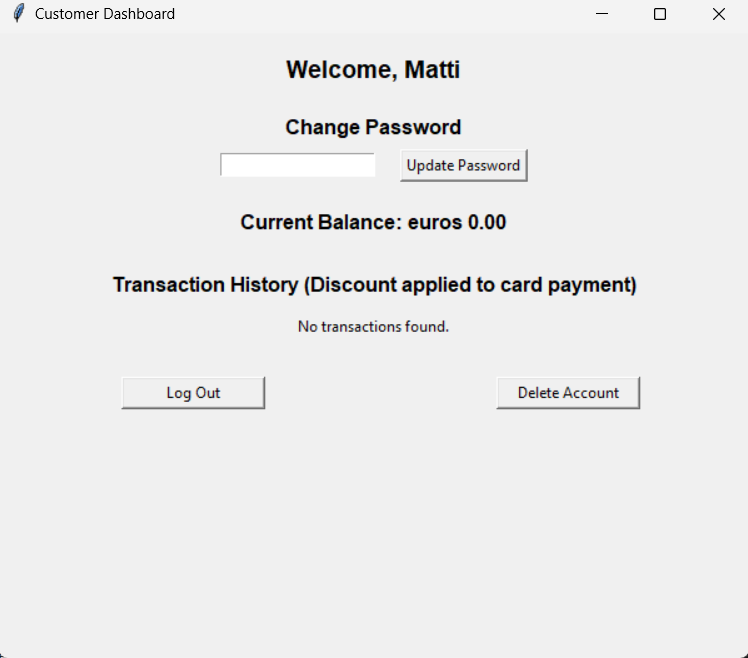 Customer Dashboard
Welcome, Matti
Change Password
Update Password
Current Balance: euros 0.00
Transaction History (Discount applied to card payment)
No transactions found.
Log Out
Delete Account